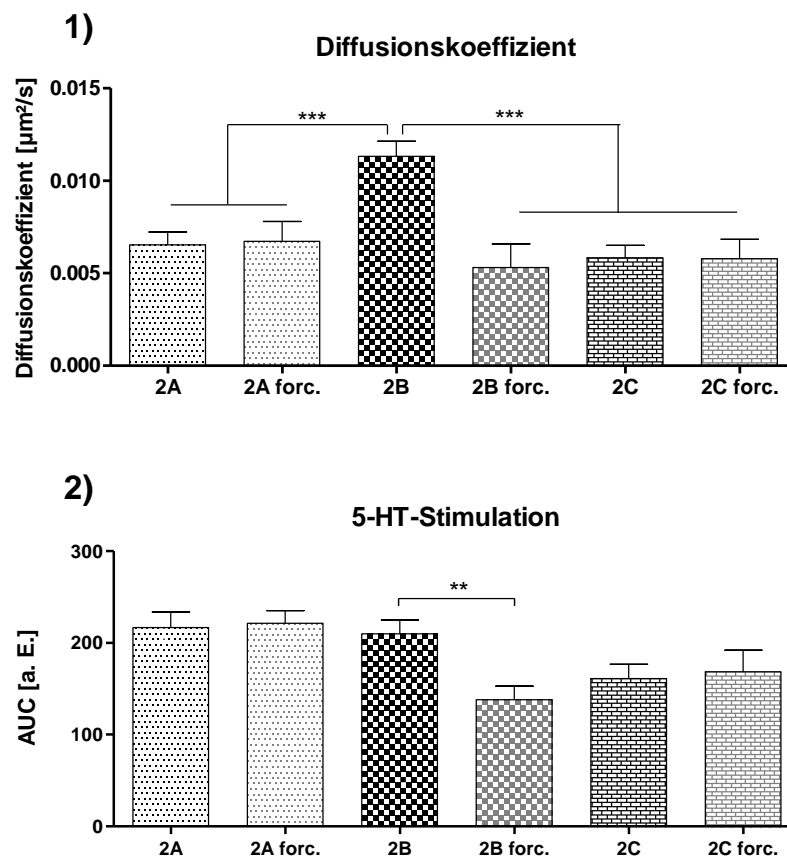 1)
Diffusionskoeffizient
Diffusionskoeffizient [µm²/s]
0.015
0.010
0.005
0.000
*** ***
2A 2A forc. 2B 2B forc. 2C 2C forc.
2)
5-HT-Stimulation
AUC [a. E.]
300
200
100
0
**
2A 2A forc. 2B 2B forc. 2C 2C forc.